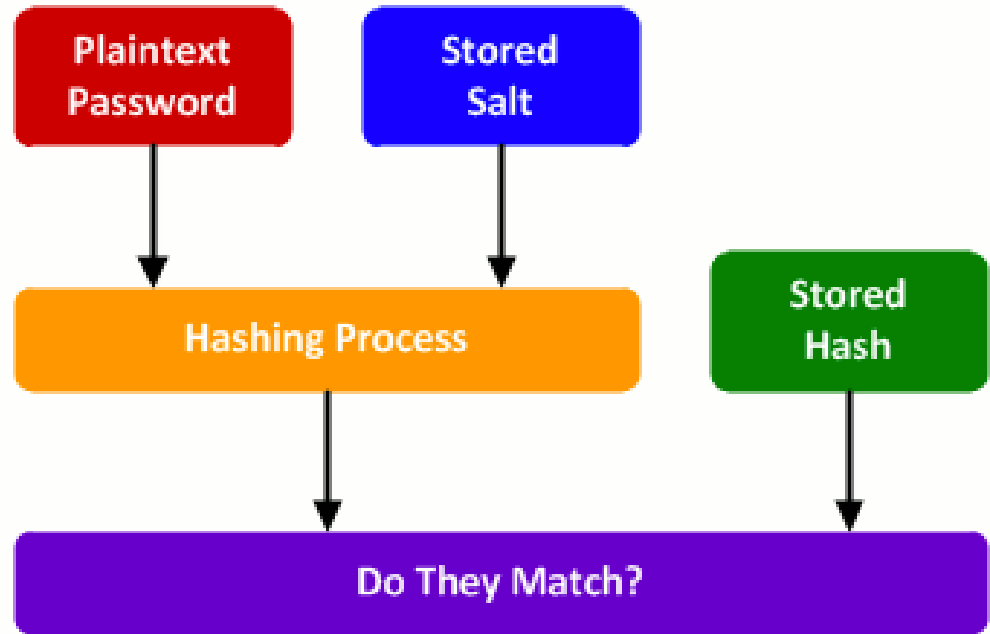 Plaintext
Password
Stored
Salt
Hashing Process
Stored
Hash
Do They Match?